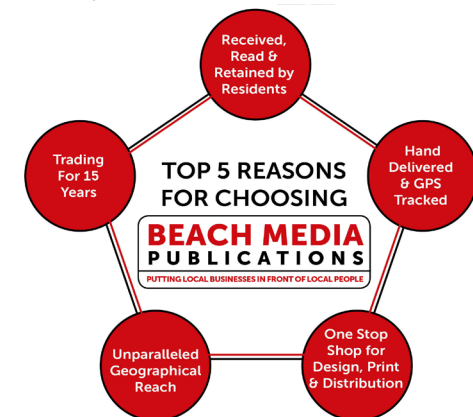 Received,
Read &
Retained by
Residents
Trading
For 15
Years
TOP 5 REASONS
FOR CHOOSING
BEACH MEDIA
PUBLICATIONS
PUTTING LOCAL BUSINESSES IN FRONT OF LOCAL PEOPLE
Hand
Delivered
& GPS
Tracked
Unparalleled
Geographical
Reach
One Stop
Shop for
Design, Print
& Distribution